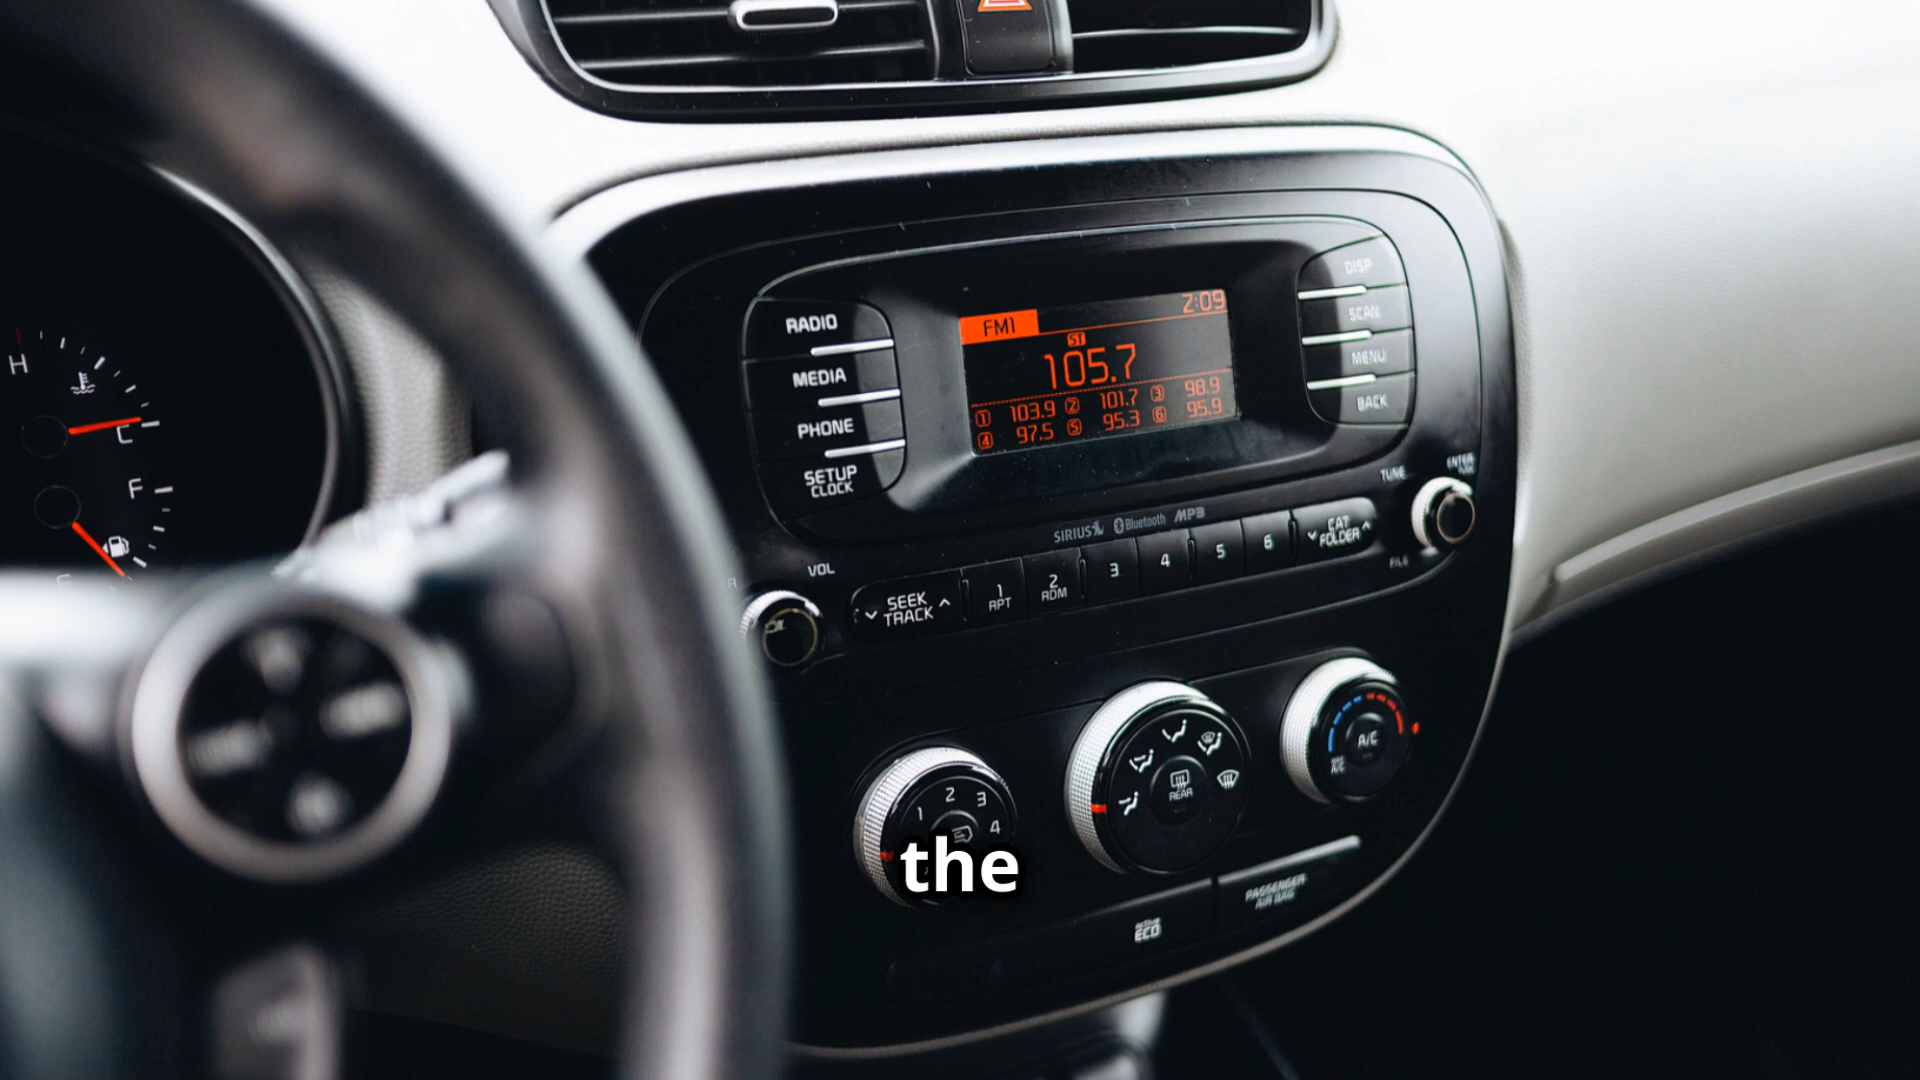 H
C
F
RADIO
MEDIA
PHONE
SETUP
CLOCK
FM1
2:09
ST
105.7
1 103.9 2 101.7 3 98.9
4 97.5 5 95.3 6 95.9
DISP
SCAN
MENU
BACK
SIRIUS Bluetooth MP3
TUNE
ENTER
VOL
SEEK
TRACK
1
RPT
2
RDM
3
4
5
6
CAT
FOLDER
FILE
1 2 3 4
REAR
A/C
MAX
A/C
the
active
ECO
PASSENGER
AIR BAG